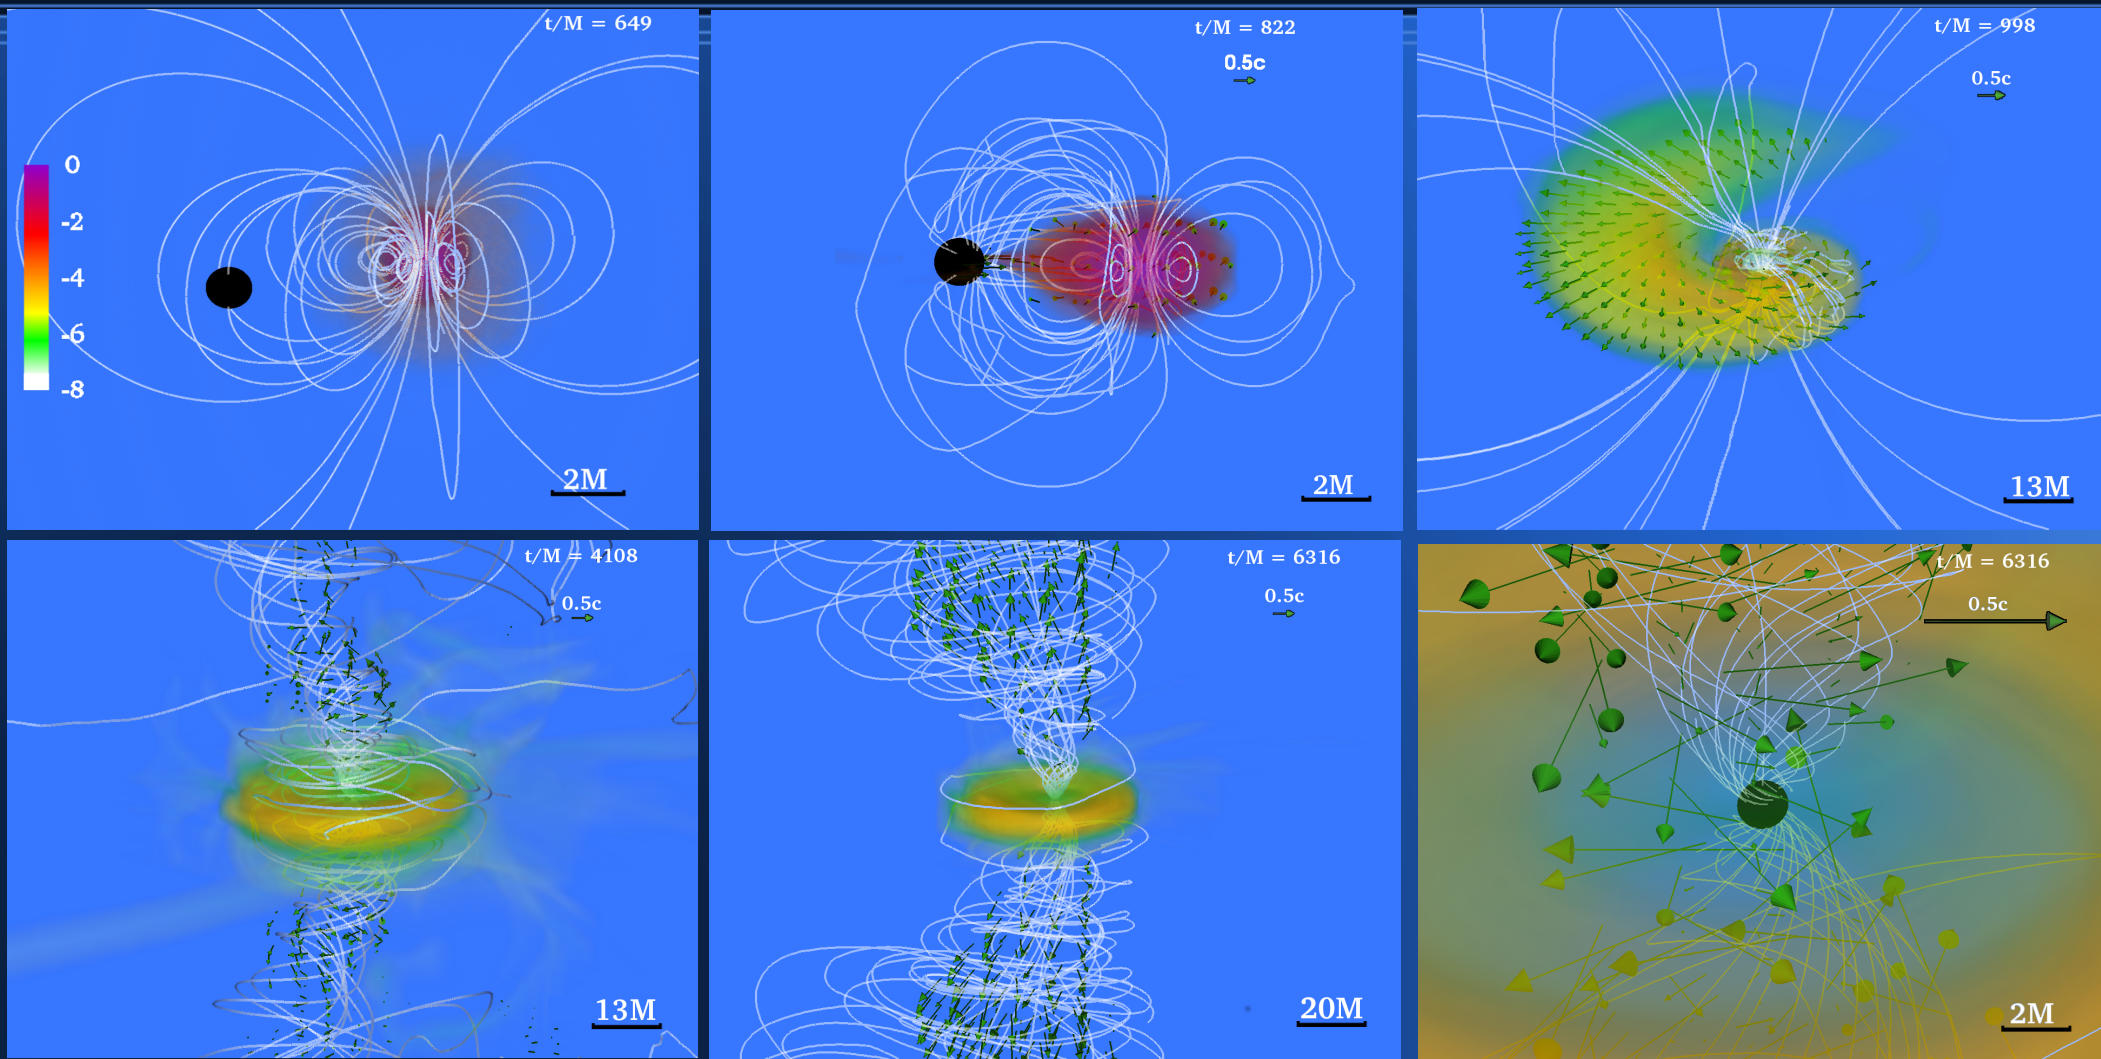 t/M = 649
0
-2
-4
-6
-8
2M
t/M = 822
0.5c
2M
t/M = 998
0.5c
13M
t/M = 4108
0.5c
13M
t/M = 6316
0.5c
20M
t/M = 6316
0.5c
2M